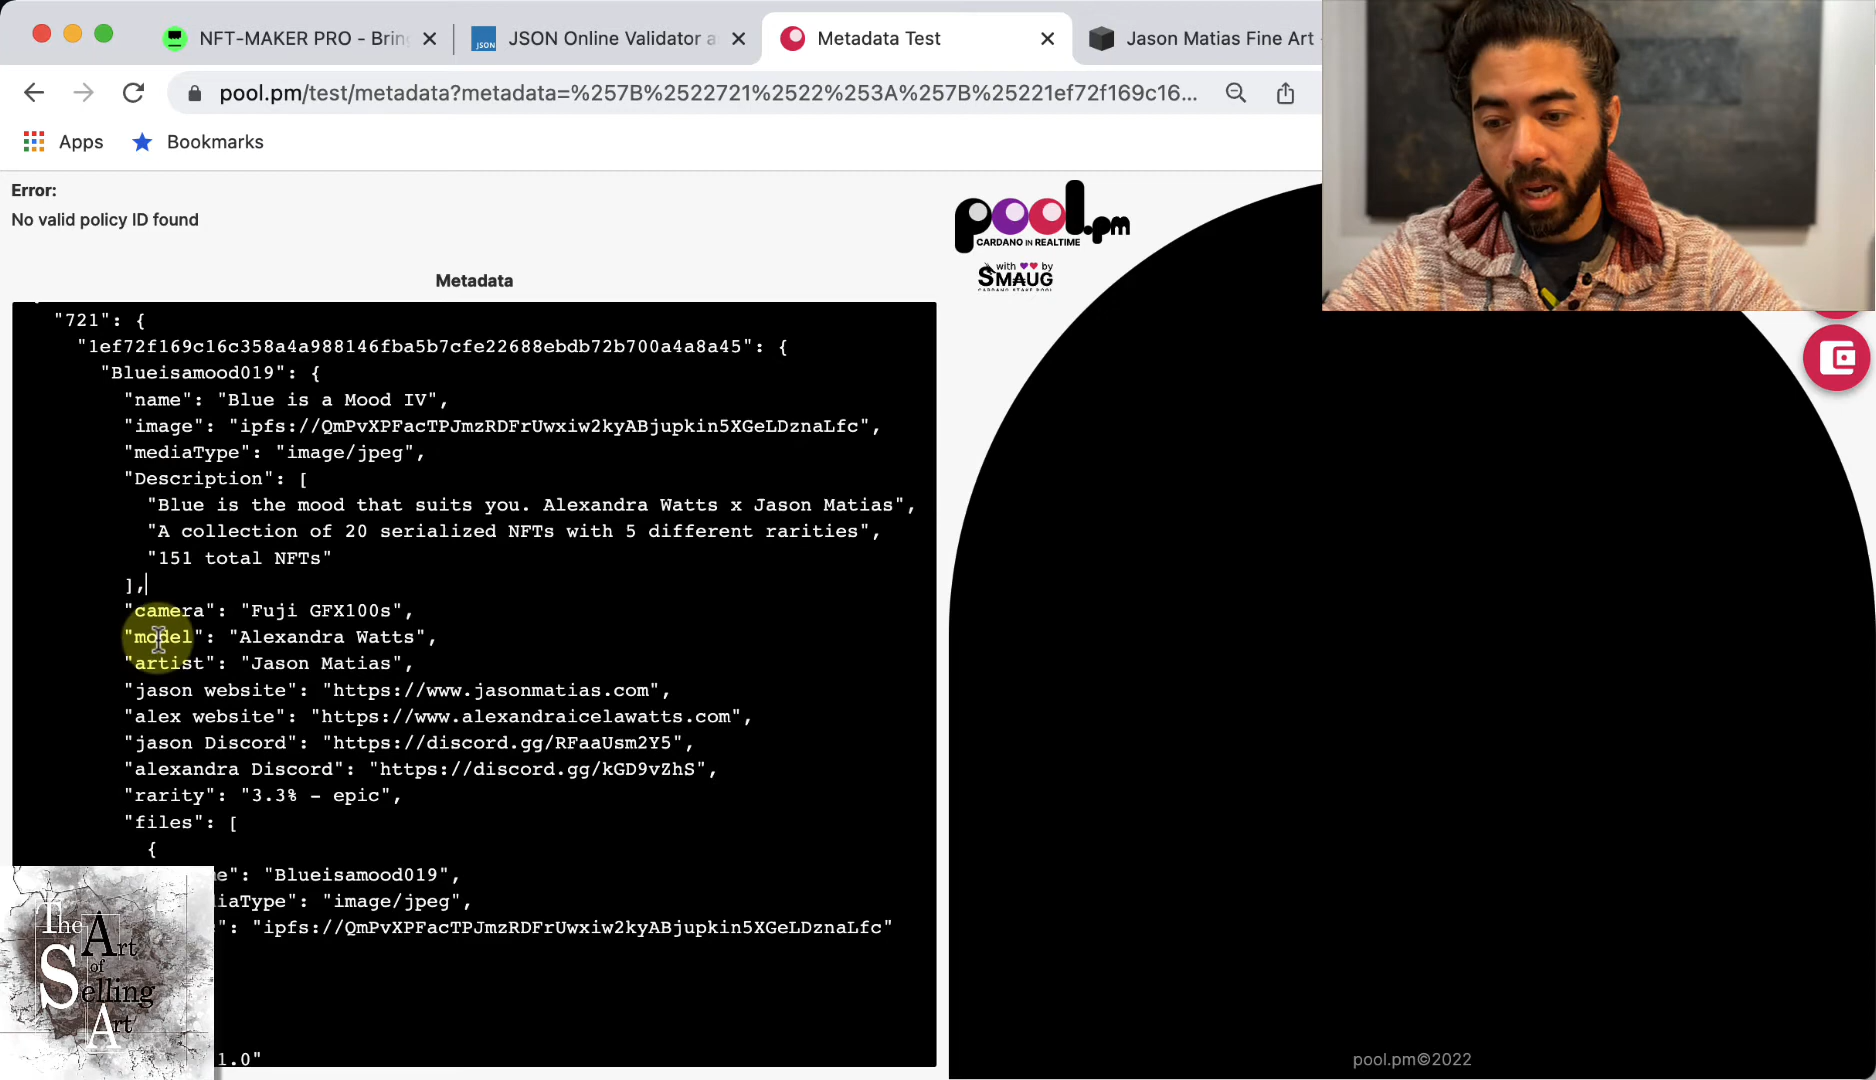 NFT-MAKER PRO - Brin
JSON
JSON Online Validator a
Metadata Test
Jason Matias Fine Art -
pool.pm/test/metadata?metadata=%257B%2522721%2522%253A%257B%25221ef72f169c16...
Apps
Bookmarks
Error:
No valid policy ID found
Metadata
pool.pm
CARDANO IN REALTIME
with by
SMAUG
CARDANO STAKE POOL
"721": {
"1ef72f169c16c358a4a988146fba5b7cfe22688ebdb72b700a4a8a45": {
"Blueisamood019": {
"name": "Blue is a Mood IV",
"image": "ipfs://QmPvXPFacTPJmzRDFrUwxiw2kyABjupkin5XGeLDznaLfc",
"mediaType": "image/jpeg",
"Description": [
"Blue is the mood that suits you. Alexandra Watts x Jason Matias",
"A collection of 20 serialized NFTs with 5 different rarities",
"151 total NFTs"
],
"camera": "Fuji GFX100s",
"model": "Alexandra Watts",
"artist": "Jason Matias",
"jason website": "https://www.jasonmatias.com",
"alex website": "https://www.alexandraicelawatts.com",
"jason Discord": "https://discord.gg/RFaaUsm2Y5",
"alexandra Discord": "https://discord.gg/kGD9vZhS",
"rarity": "3.3% - epic",
"files": [
{
e": "Blueisamood019",
iaType": "image/jpeg",
": "ipfs://QmPvXPFacTPJmzRDFrUwxiw2kyABjupkin5XGeLDznaLfc"
1.0"
The Art
of
Selling
Art
pool.pm©2022